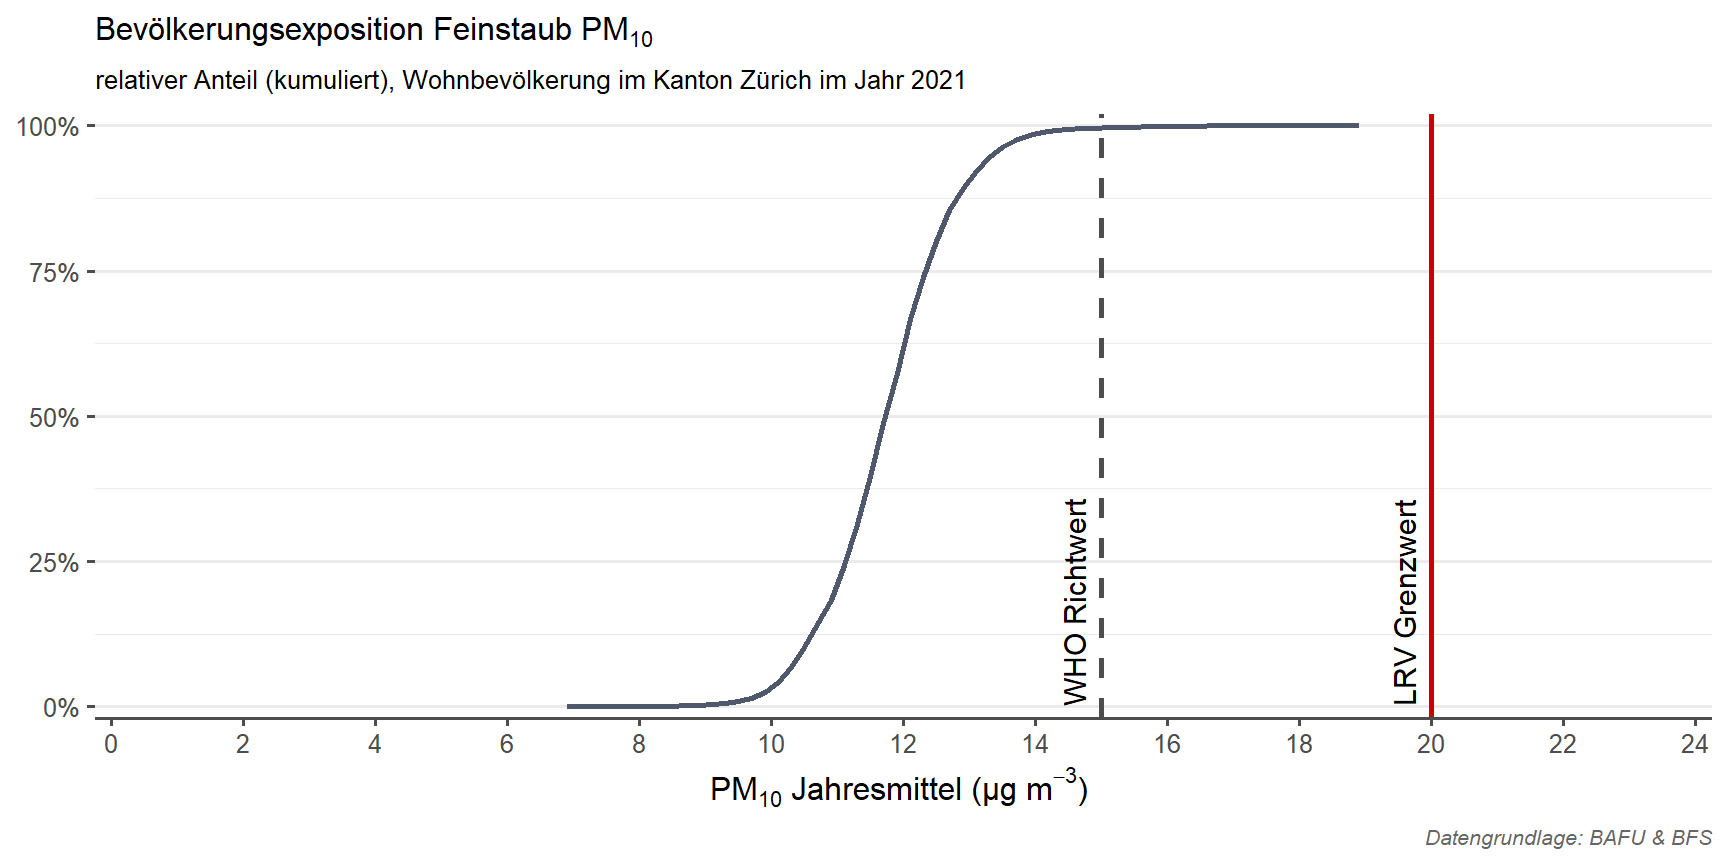 Bevölkerungsexposition Feinstaub PM₁₀
relativer Anteil (kumuliert), Wohnbevölkerung im Kanton Zürich im Jahr 2021
100%
75%
50%
25%
0%
WHO Richtwert
LRV Grenzwert
0 2 4 6 8 10 12 14 16 18 20 22 24
PM₁₀ Jahresmittel (µg m⁻³)
Datengrundlage: BAFU & BFS